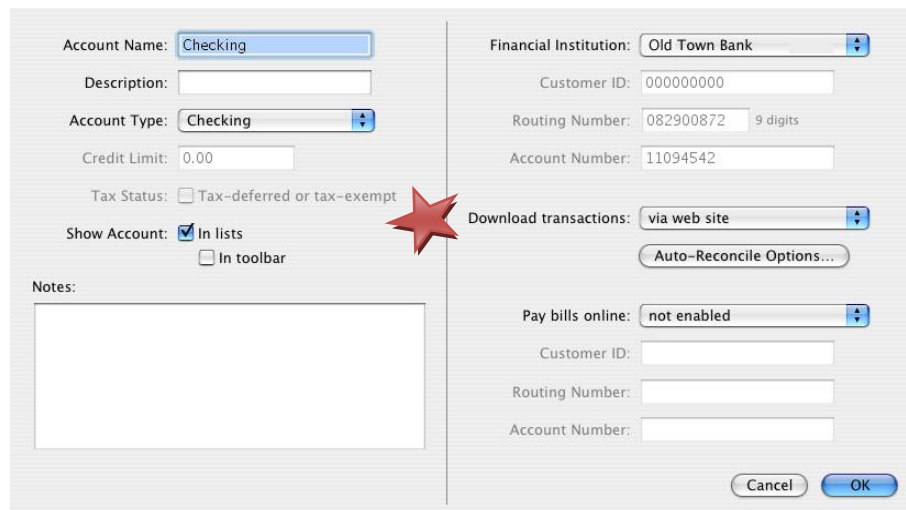 Account Name: Checking
Description:
Account Type: Checking
Credit Limit: 0.00
Tax Status: Tax-deferred or tax-exempt
Show Account: In lists
In toolbar
Notes:
Financial Institution: Old Town Bank
Customer ID: 000000000
Routing Number: 082900872 9 digits
Account Number: 11094542
Download transactions: via web site
Auto-Reconcile Options...
Pay bills online: not enabled
Customer ID:
Routing Number:
Account Number:
Cancel OK